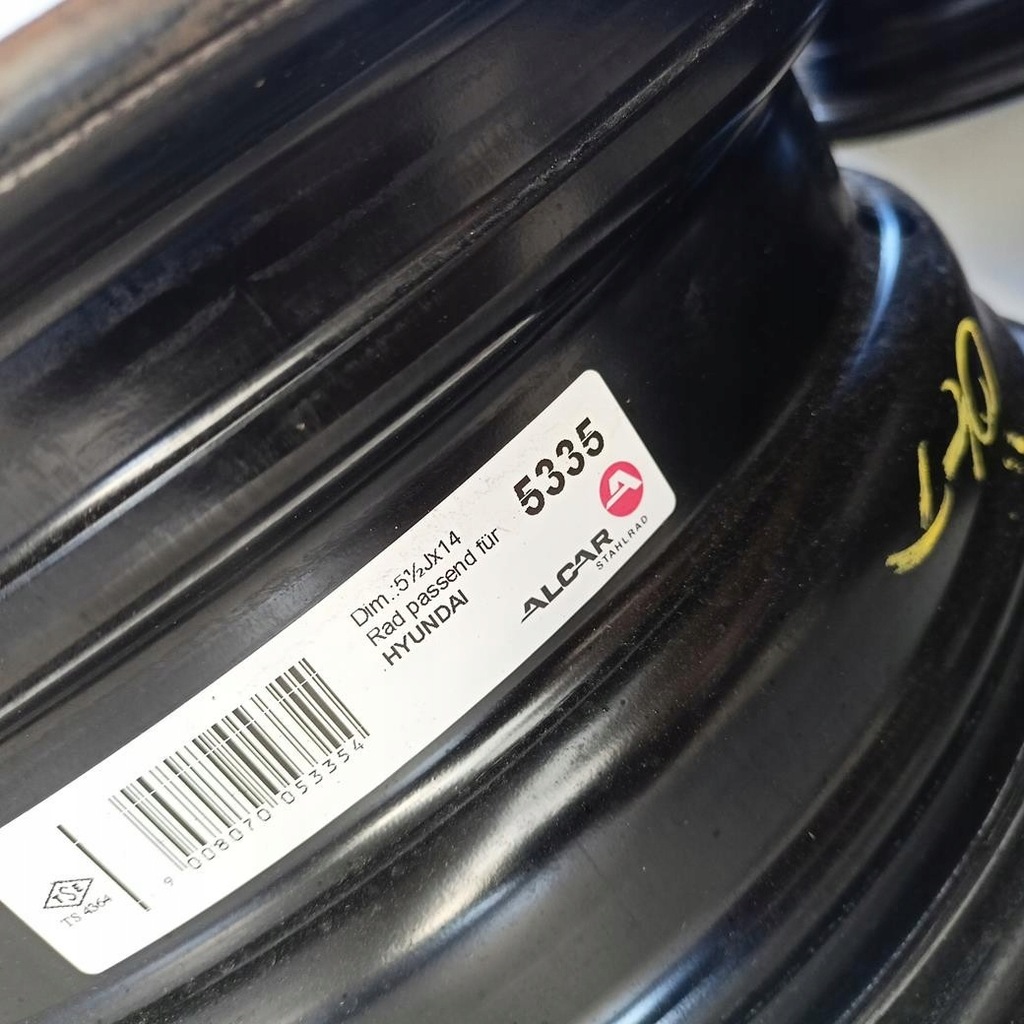 5335
Dim.:5½Jx14
Rad passend für
HYUNDAI
ALCAR
STAHLRAD
9 008070 053354
TSE
TS 4364